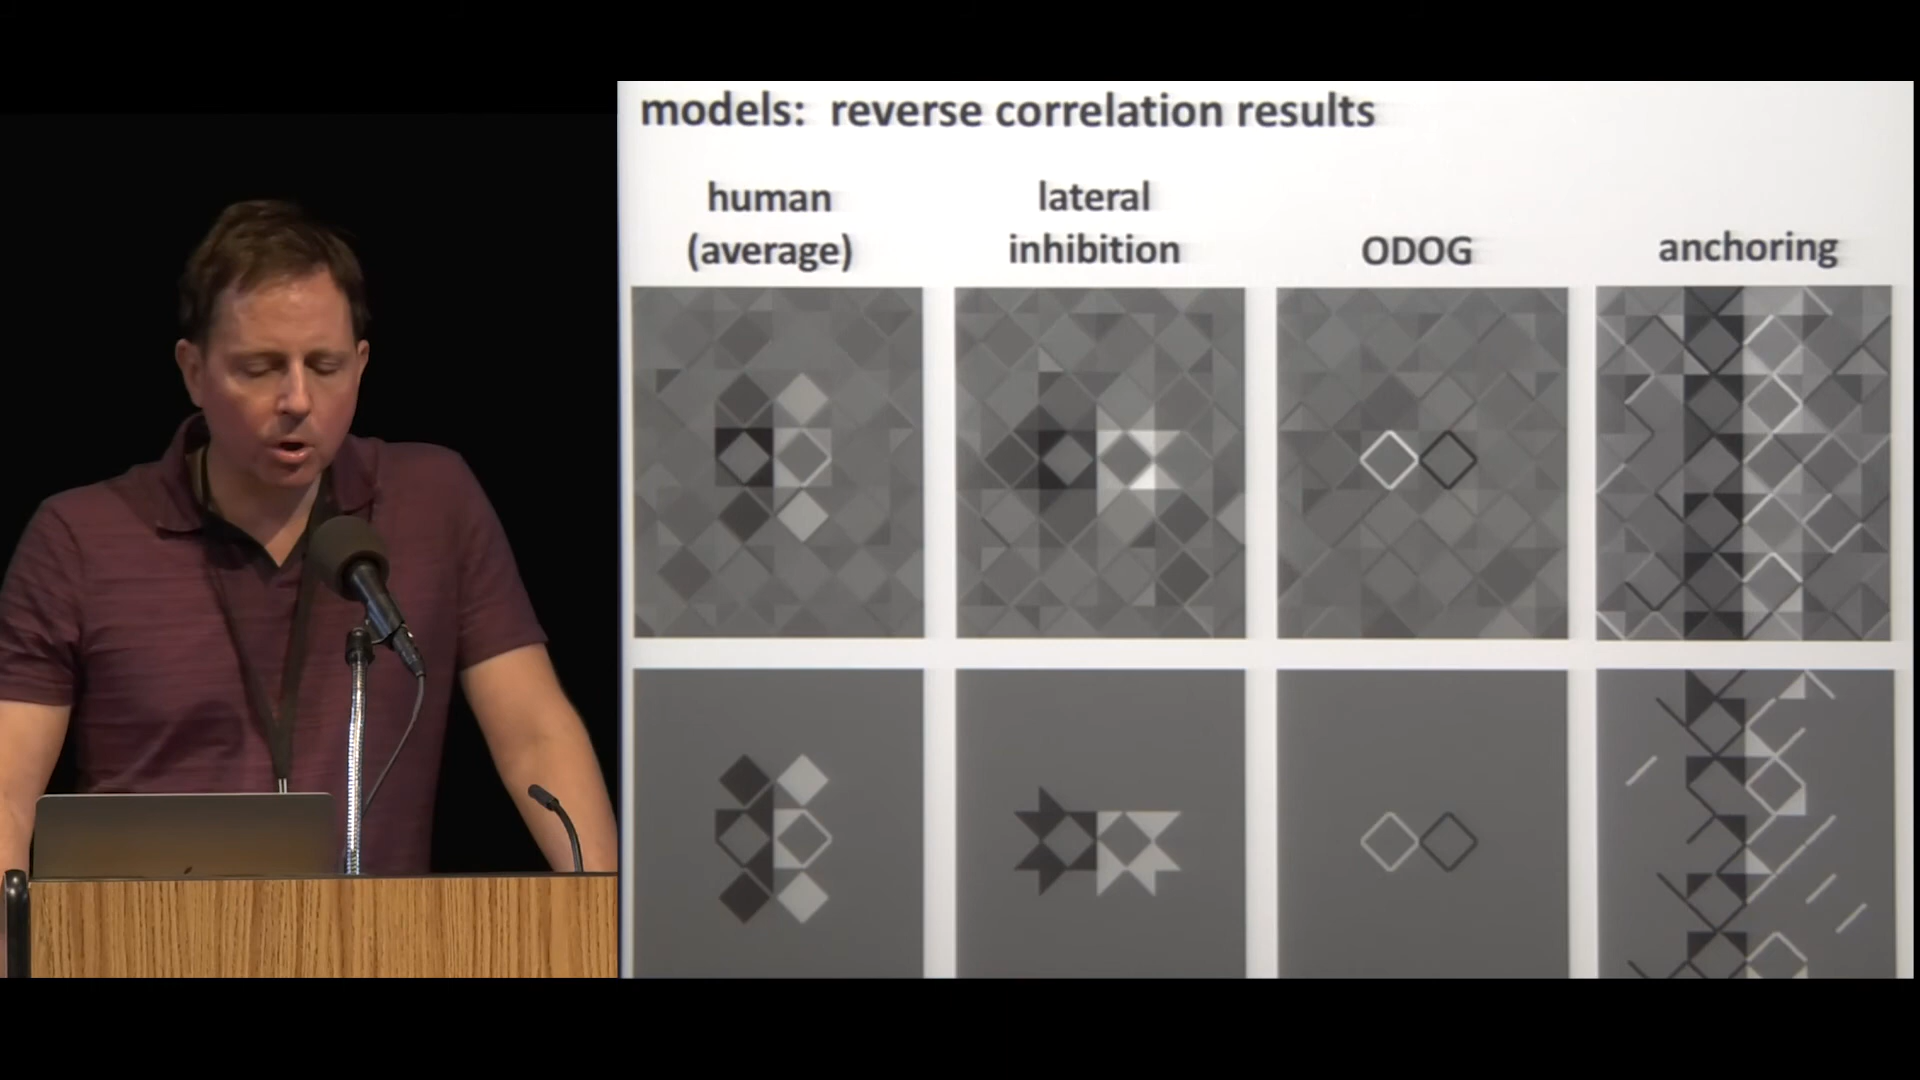 models: reverse correlation results
human
(average)
lateral
inhibition
ODOG
anchoring